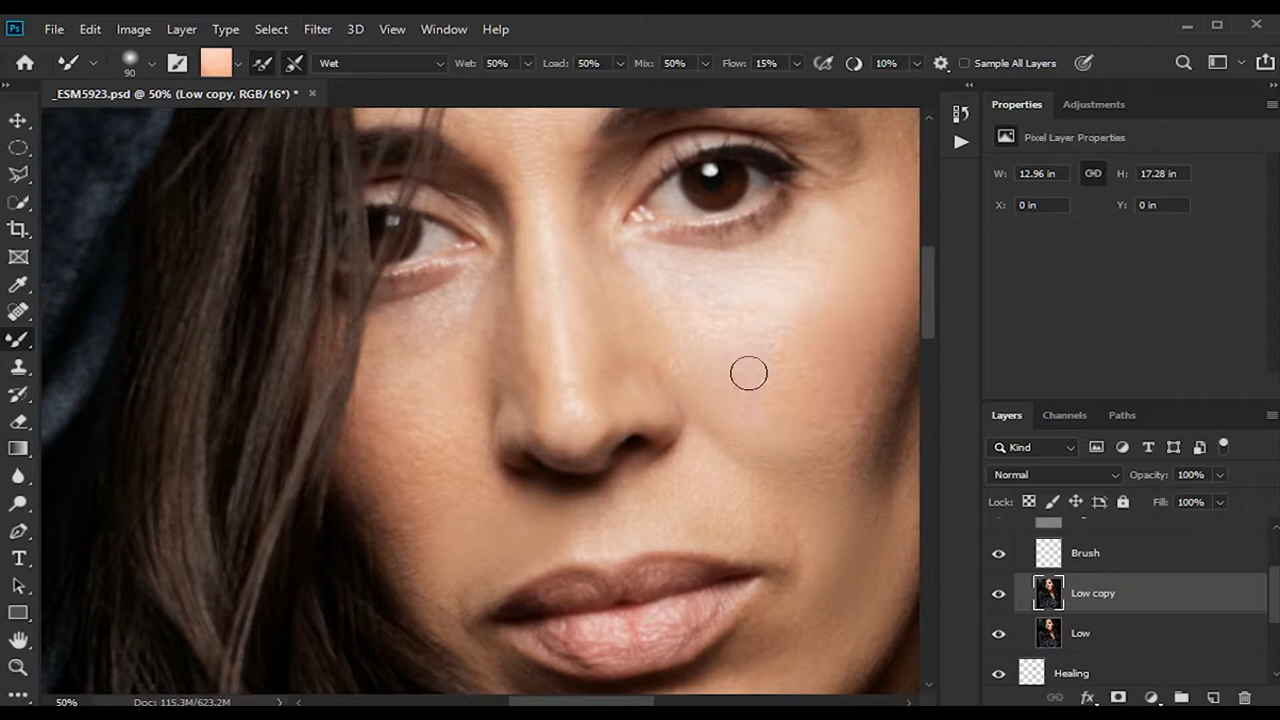 Ps File Edit Image Layer Type Select Filter 3D View Window Help
90 Wet Wet: 50% Load: 50% Mix: 50% Flow: 15% 10% Sample All Layers
_ESM5923.psd @ 50% (Low copy, RGB/16*) *
Properties Adjustments
Pixel Layer Properties
W: 12.96 in H: 17.28 in
X: 0 in Y: 0 in
Layers Channels Paths
Kind
Normal Opacity: 100%
Lock: Fill: 100%
Brush
Low copy
Low
Healing
50% Doc: 115.3M/623.2M
fx